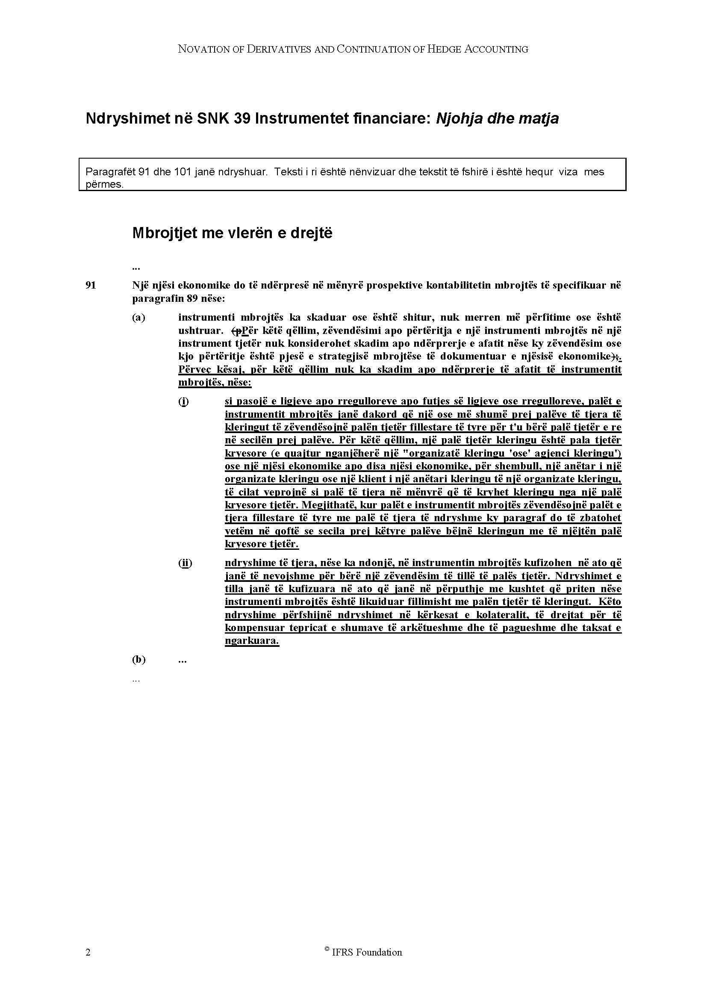 NOVATION OF DERIVATIVES AND CONTINUATION OF HEDGE ACCOUNTING
Ndryshimet në SNK 39 Instrumentet financiare: Njohja dhe matja
Paragrafët 91 dhe 101 janë ndryshuar.  Teksti i ri është nënvizuar dhe tekstit të fshirë i është hequr  viza  mes
përmes.
Mbrojtjet me vlerën e drejtë
...
91 Një njësi ekonomike do të ndërpresë në mënyrë prospektive kontabilitetin mbrojtës të specifikuar në
paragrafin 89 nëse:
(a) instrumenti mbrojtës ka skaduar ose është shitur, nuk merren më përfitime ose është
ushtruar.  (pPër këtë qëllim, zëvendësimi apo përtëritja e një instrumenti mbrojtës në një
instrument tjetër nuk konsiderohet skadim apo ndërprerje e afatit nëse ky zëvendësim ose
kjo përtëritje është pjesë e strategjisë mbrojtëse të dokumentuar e njësisë ekonomike);.
Përveç kësaj, për këtë qëllim nuk ka skadim apo ndërprerje të afatit të instrumentit
mbrojtës, nëse:
(i) si pasojë e ligjeve apo rregulloreve apo futjes së ligjeve ose rregulloreve, palët e
instrumentit mbrojtës janë dakord që një ose më shumë prej palëve të tjera të
kleringut të zëvendësojnë palën tjetër fillestare të tyre për t'u bërë palë tjetër e re
në secilën prej palëve. Për këtë qëllim, një palë tjetër kleringu është pala tjetër
kryesore (e quajtur nganjëherë një "organizatë kleringu 'ose' agjenci kleringu')
ose një njësi ekonomike apo disa njësi ekonomike, për shembull, një anëtar i një
organizate kleringu ose një klient i një anëtari kleringu të një organizate kleringu,
të cilat veprojnë si palë të tjera në mënyrë që të kryhet kleringu nga një palë
kryesore tjetër. Megjithatë, kur palët e instrumentit mbrojtës zëvendësojnë palët e
tjera fillestare të tyre me palë të tjera të ndryshme ky paragraf do të zbatohet
vetëm në qoftë se secila prej këtyre palëve bëjnë kleringun me të njëjtën palë
kryesore tjetër.
(ii) ndryshime të tjera, nëse ka ndonjë, në instrumentin mbrojtës kufizohen  në ato që
janë të nevojshme për bërë një zëvendësim të tillë të palës tjetër. Ndryshimet e
tilla janë të kufizuara në ato që janë në përputhje me kushtet që priten nëse
instrumenti mbrojtës është likuiduar fillimisht me palën tjetër të kleringut.  Këto
ndryshime përfshijnë ndryshimet në kërkesat e kolateralit, të drejtat për të
kompensuar tepricat e shumave të arkëtueshme dhe të pagueshme dhe taksat e
ngarkuara.
(b) ...
...
2 © IFRS Foundation